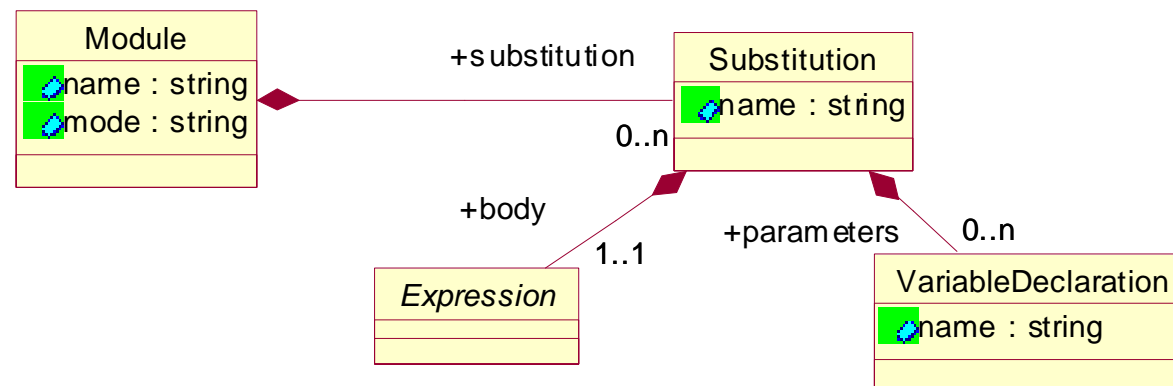 Module
name : string
mode : string
+substitution
0..n
Substitution
name : string
+body
1..1
+parameters
0..n
Expression
VariableDeclaration
name : string